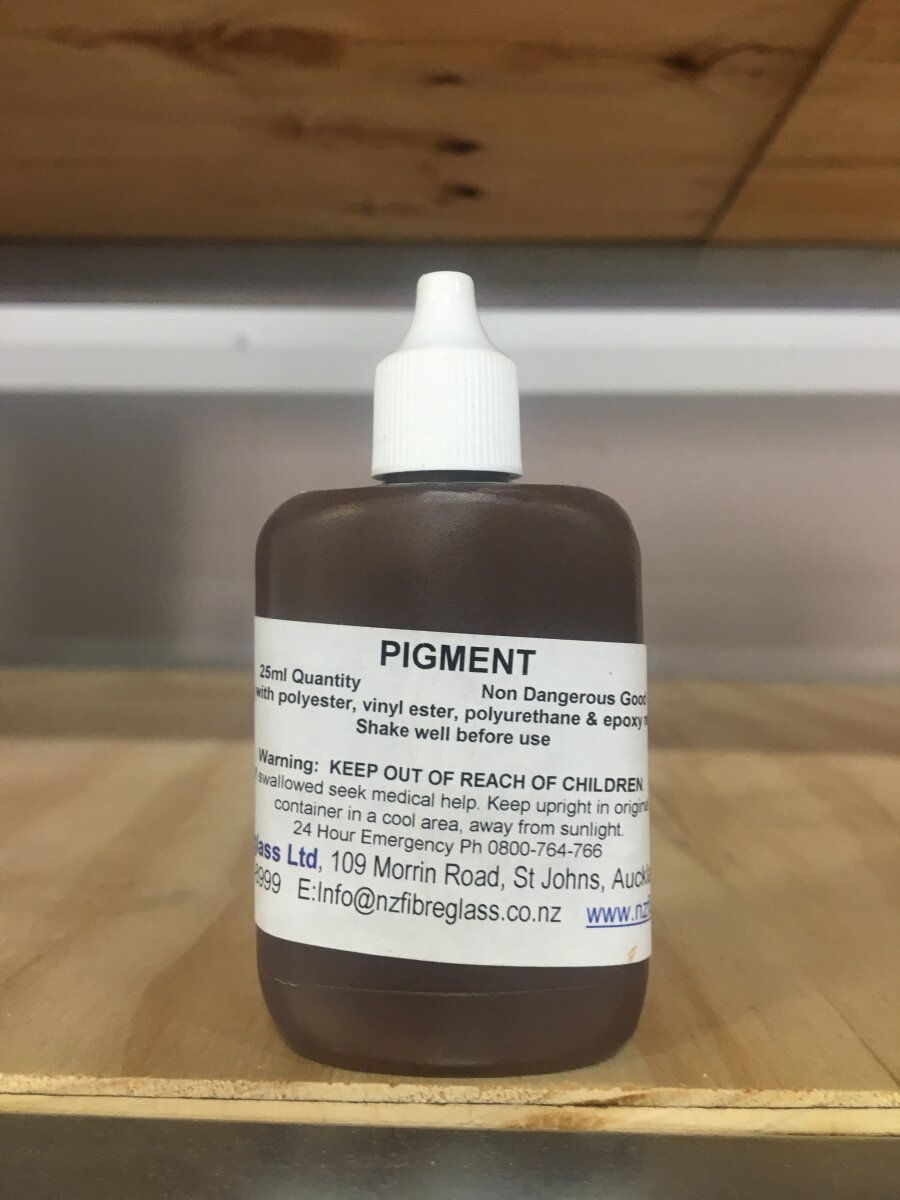 PIGMENT
25ml Quantity Non Dangerous Good
with polyester, vinyl ester, polyurethane & epoxy
Shake well before use
Warning: KEEP OUT OF REACH OF CHILDREN.
swallowed seek medical help. Keep upright in origina
container in a cool area, away from sunlight.
24 Hour Emergency Ph 0800-764-766
lass Ltd, 109 Morrin Road, St Johns, Auckla
8999 E:Info@nzfibreglass.co.nz www.nzf